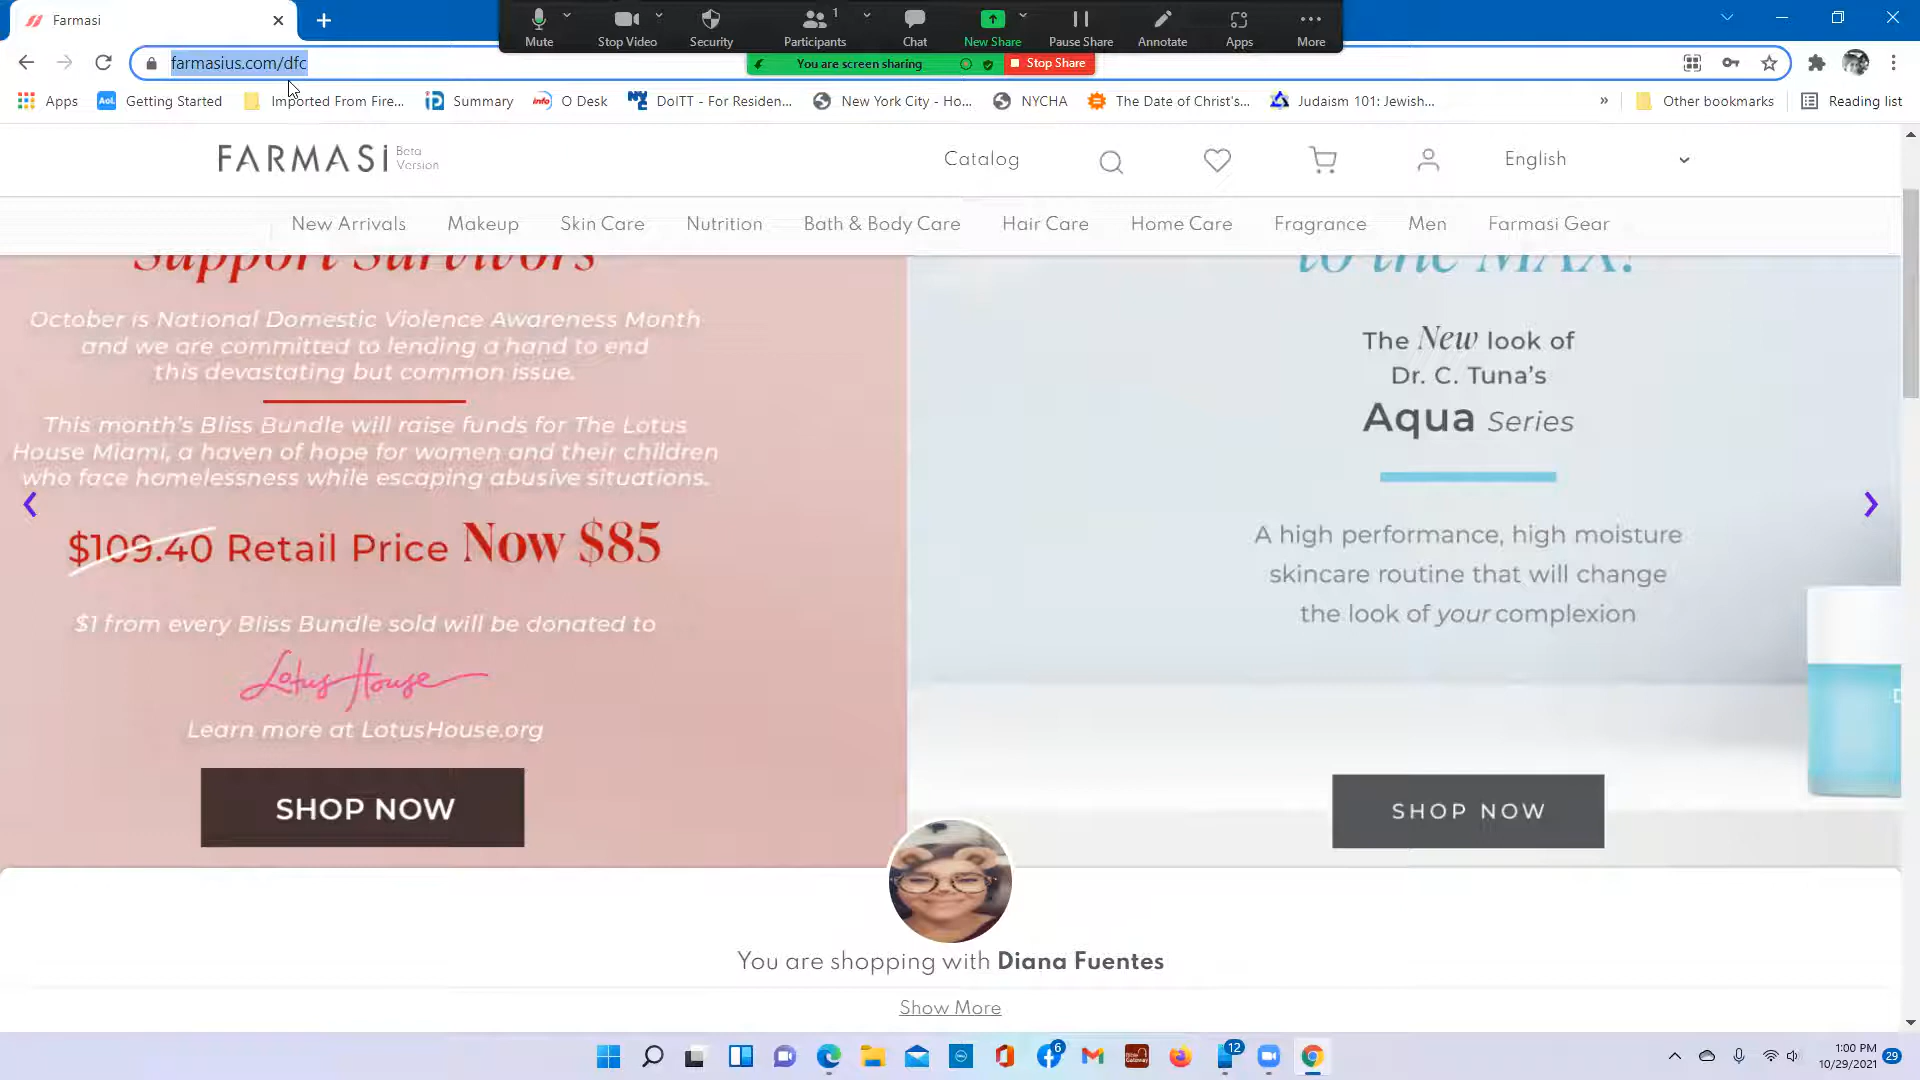 Farmasi
Mute
Stop Video
Security
Participants
1
Chat
New Share
Pause Share
Annotate
Apps
More
You are screen sharing
Stop Share
farmasius.com/dfc
Apps
Getting Started
Imported From Fire...
Summary
O Desk
DoITT - For Residen...
New York City - Ho...
NYCHA
The Date of Christ's...
Judaism 101: Jewish...
»
Other bookmarks
Reading list
FARMASi
Beta
Version
Catalog
English
New Arrivals
Makeup
Skin Care
Nutrition
Bath & Body Care
Hair Care
Home Care
Fragrance
Men
Farmasi Gear
Support Survivors
October is National Domestic Violence Awareness Month
and we are committed to lending a hand to end
this devastating but common issue.
This month's Bliss Bundle will raise funds for The Lotus
House Miami, a haven of hope for women and their children
who face homelessness while escaping abusive situations.
$109.40 Retail Price Now $85
$1 from every Bliss Bundle sold will be donated to
Lotus House
Learn more at LotusHouse.org
SHOP NOW
to the MAX!
The New look of
Dr. C. Tuna's
Aqua Series
A high performance, high moisture
skincare routine that will change
the look of your complexion
SHOP NOW
You are shopping with Diana Fuentes
Show More
6
12
1:00 PM
10/29/2021
29